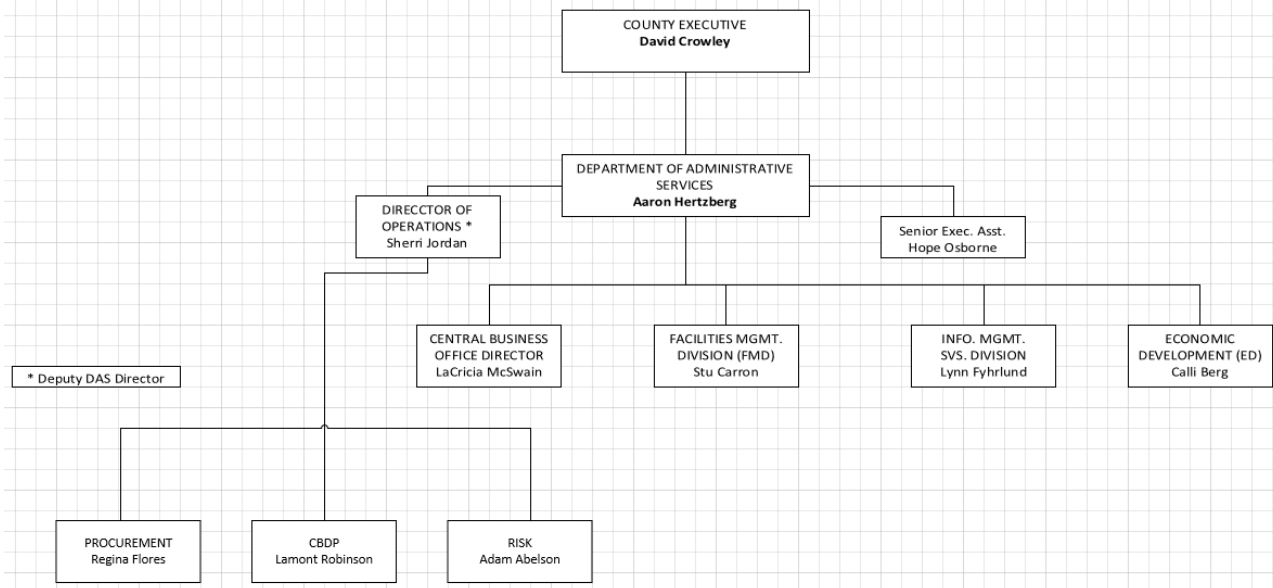 COUNTY EXECUTIVE
David Crowley
DEPARTMENT OF ADMINISTRATIVE
SERVICES
Aaron Hertzberg
DIRECCTOR OF
OPERATIONS *
Sherri Jordan
Senior Exec. Asst.
Hope Osborne
CENTRAL BUSINESS
OFFICE DIRECTOR
LaCricia McSwain
FACILITIES MGMT.
DIVISION (FMD)
Stu Carron
INFO. MGMT.
SVS. DIVISION
Lynn Fyhrlund
ECONOMIC
DEVELOPMENT (ED)
Calli Berg
* Deputy DAS Director
PROCUREMENT
Regina Flores
CBDP
Lamont Robinson
RISK
Adam Abelson